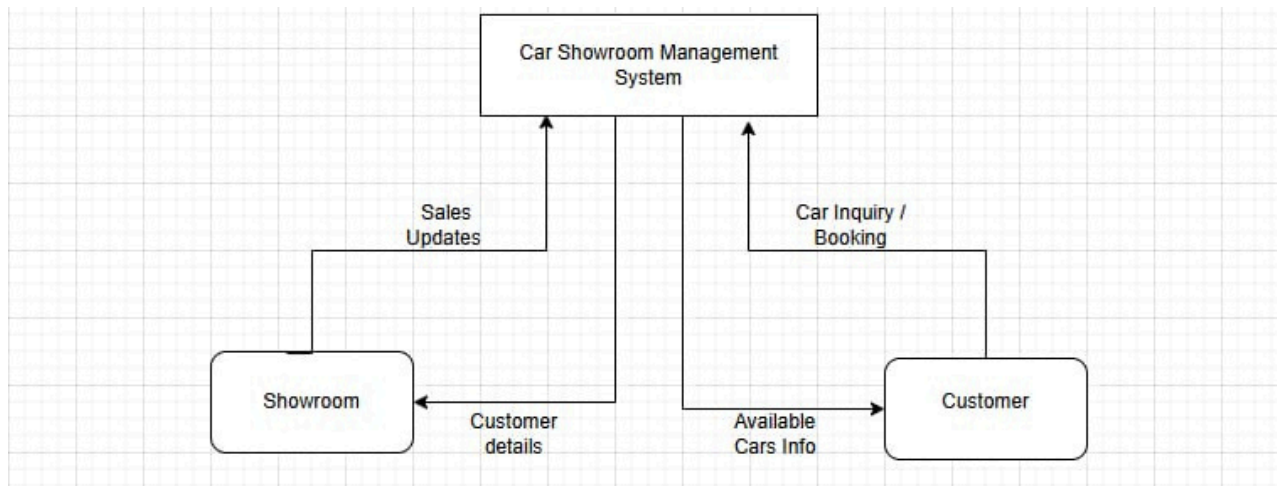 Car Showroom Management
System
Sales
Updates
Car Inquiry /
Booking
Showroom
Customer
details
Available
Cars Info
Customer